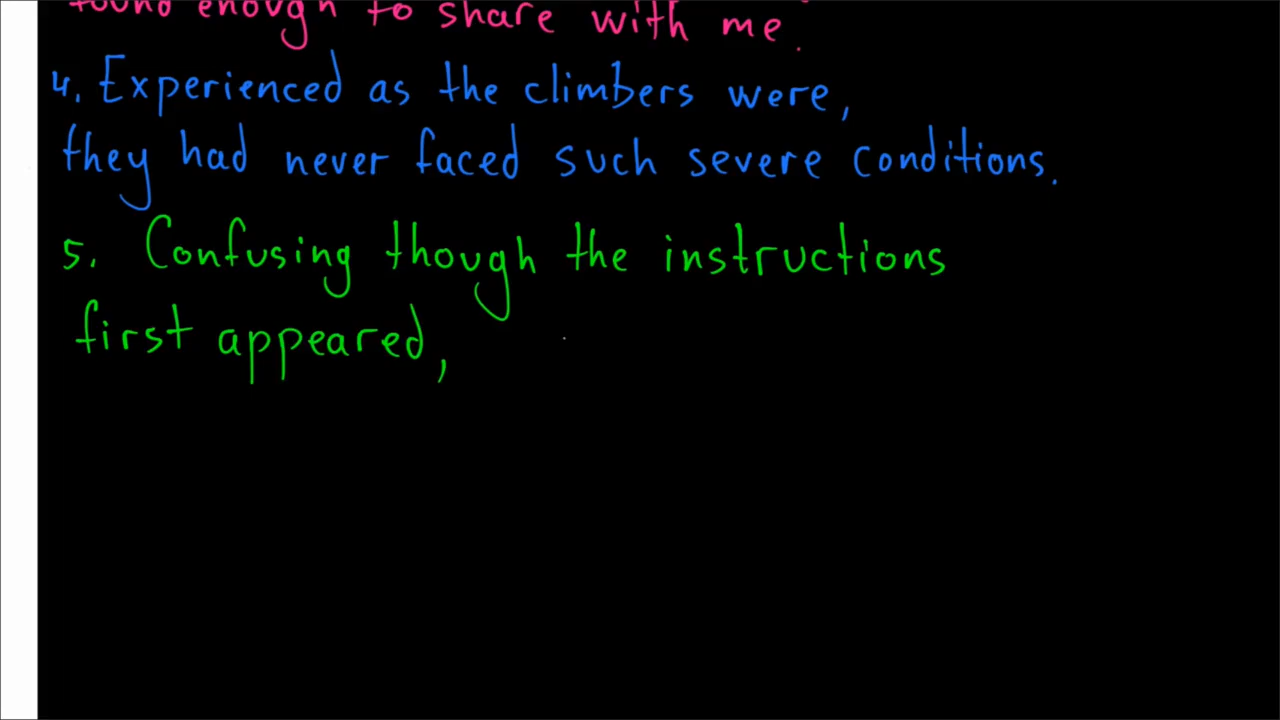 found enough to share with me.
4. Experienced as the climbers were,
they had never faced such severe conditions.
5. Confusing though the instructions
first appeared,